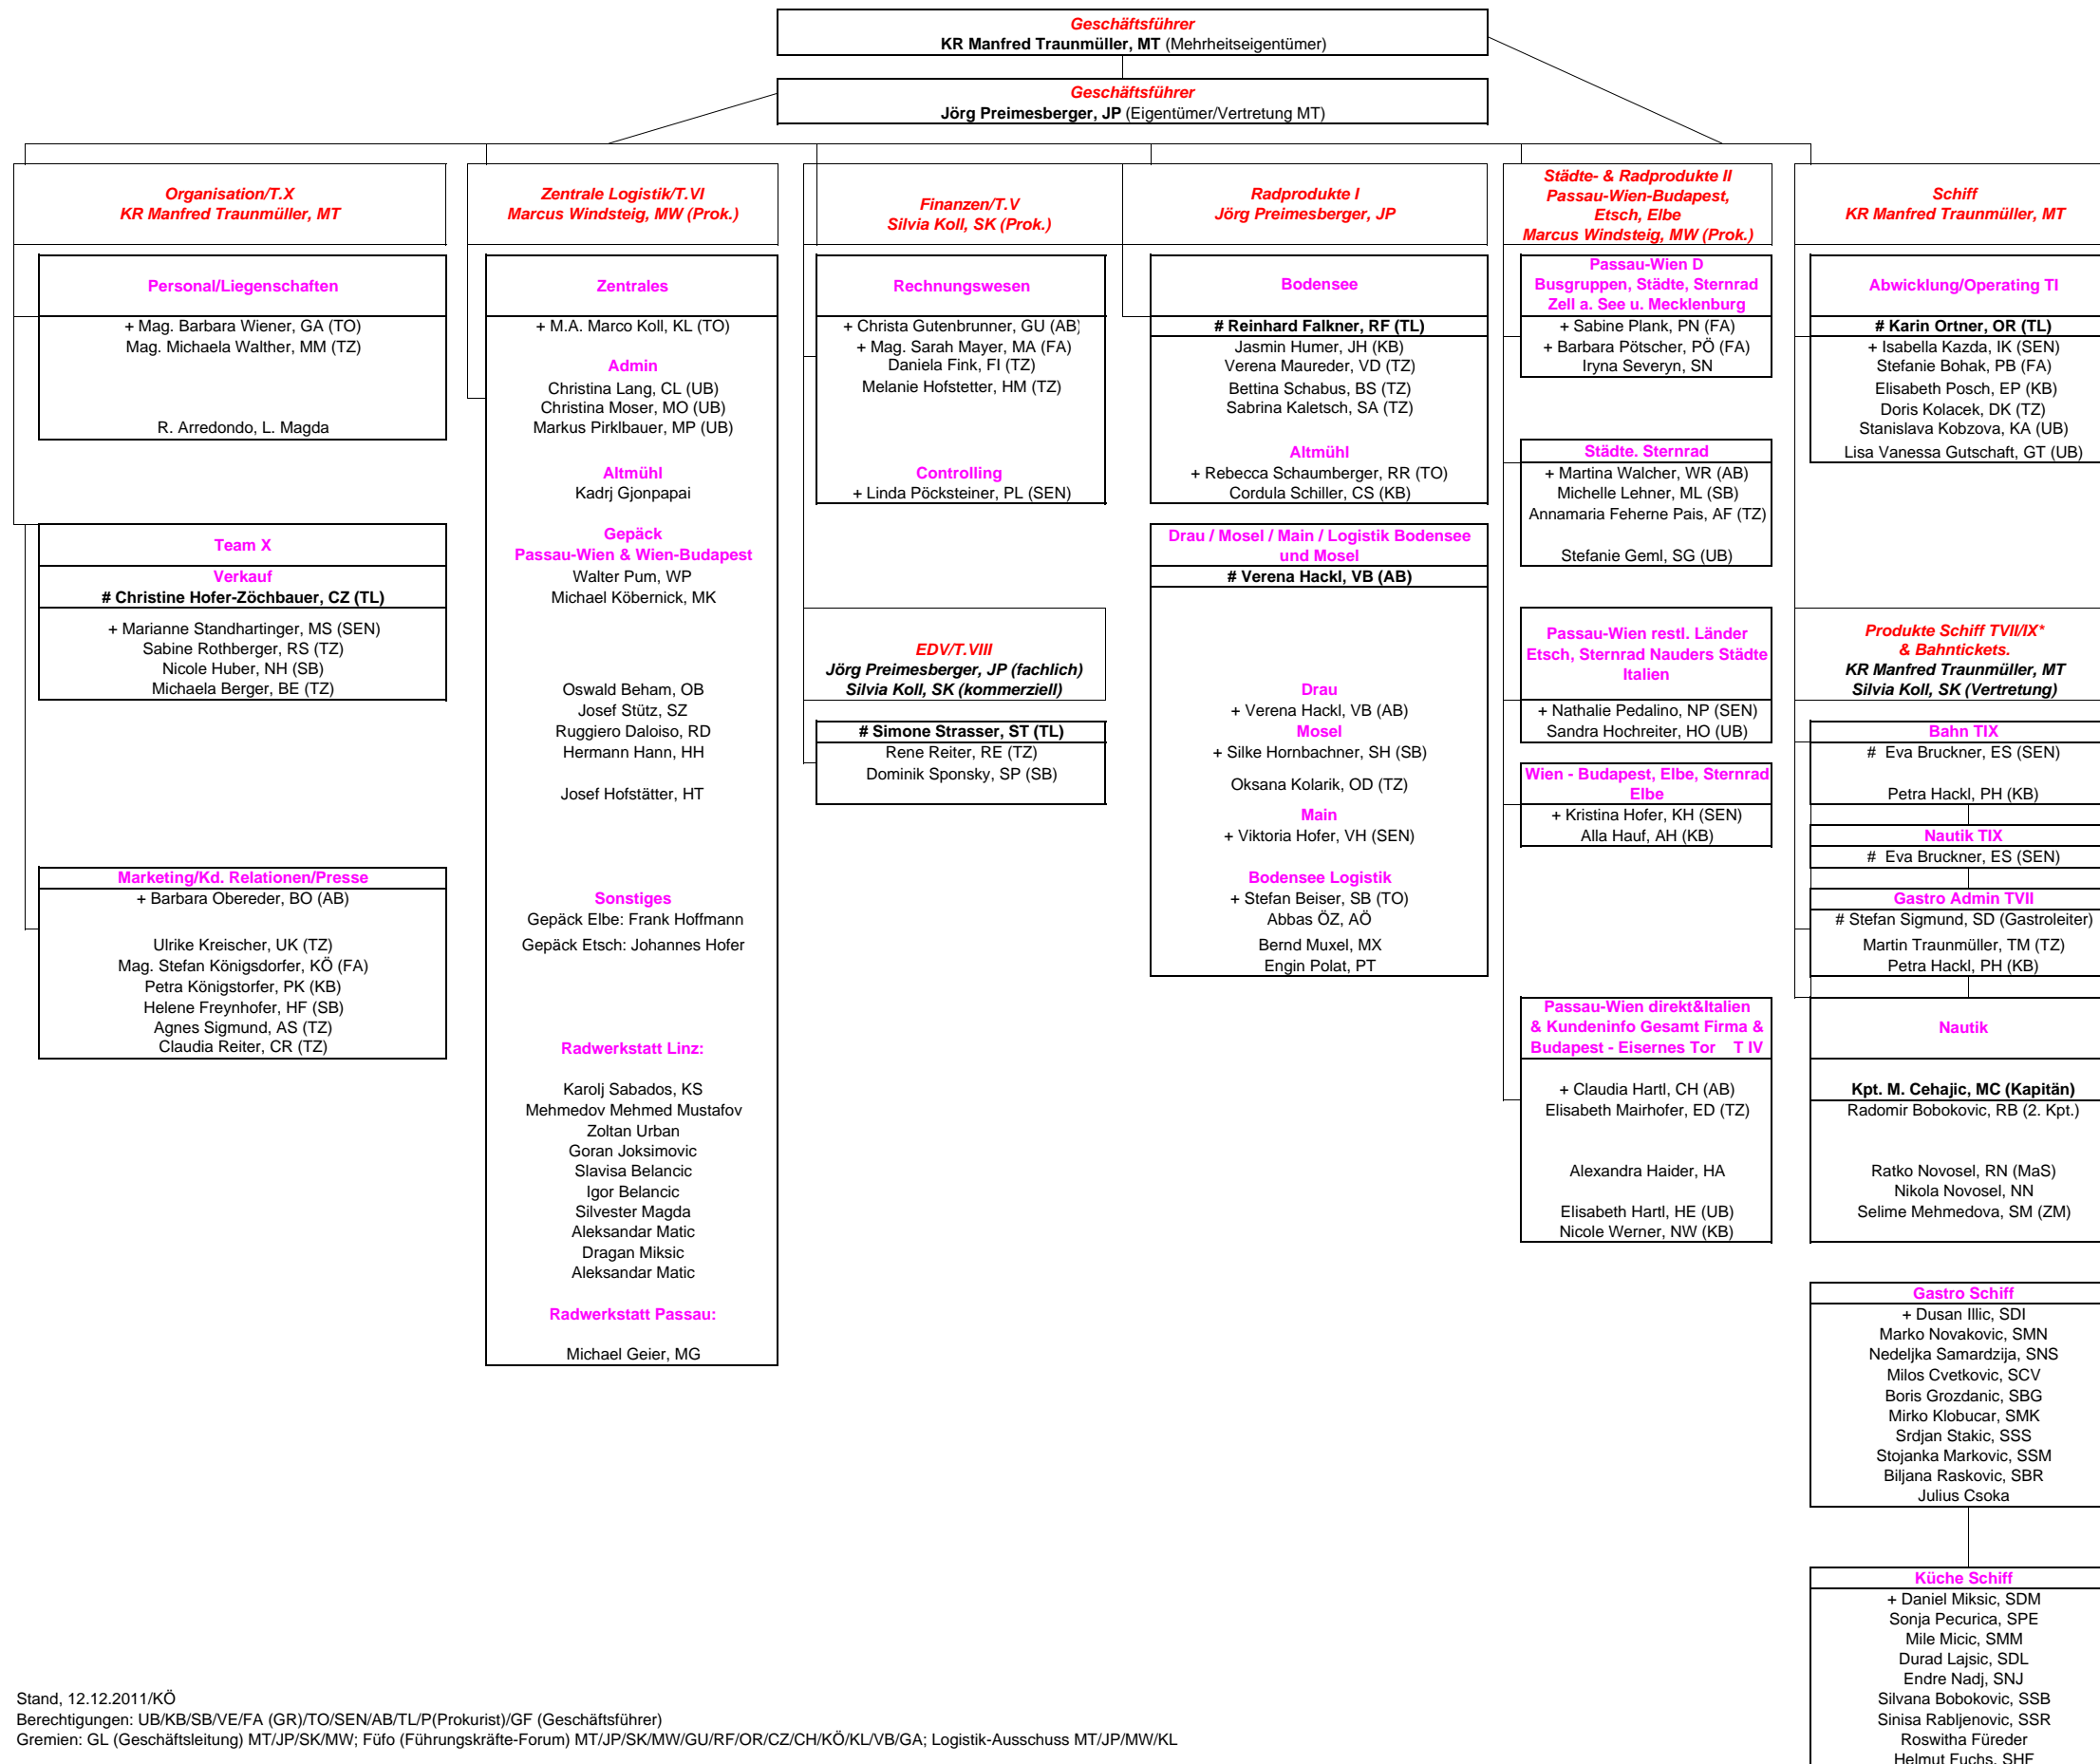 Geschäftsführer
KR Manfred Traunmüller, MT (Mehrheitseigentümer)
Geschäftsführer
Jörg Preimesberger, JP (Eigentümer/Vertretung MT)
Organisation/T.X
KR Manfred Traunmüller, MT
Personal/Liegenschaften
+ Mag. Barbara Wiener, GA (TO)
Mag. Michaela Walther, MM (TZ)
R. Arredondo, L. Magda
Team X
Verkauf
# Christine Hofer-Zöchbauer, CZ (TL)
+ Marianne Standhartinger, MS (SEN)
Sabine Rothberger, RS (TZ)
Nicole Huber, NH (SB)
Michaela Berger, BE (TZ)
Marketing/Kd. Relationen/Presse
+ Barbara Obereder, BO (AB)
Ulrike Kreischer, UK (TZ)
Mag. Stefan Königsdorfer, KÖ (FA)
Petra Königstorfer, PK (KB)
Helene Freynhofer, HF (SB)
Agnes Sigmund, AS (TZ)
Claudia Reiter, CR (TZ)
Zentrale Logistik/T.VI
Marcus Windsteig, MW (Prok.)
Zentrales
+ M.A. Marco Koll, KL (TO)
Admin
Christina Lang, CL (UB)
Christina Moser, MO (UB)
Markus Pirklbauer, MP (UB)
Altmühl
Kadrj Gjonpapai
Gepäck
Passau-Wien & Wien-Budapest
Walter Pum, WP
Michael Köbernick, MK
Oswald Beham, OB
Josef Stütz, SZ
Ruggiero Daloiso, RD
Hermann Hann, HH
Josef Hofstätter, HT
Sonstiges
Gepäck Elbe: Frank Hoffmann
Gepäck Etsch: Johannes Hofer
Radwerkstatt Linz:
Karolj Sabados, KS
Mehmedov Mehmed Mustafov
Zoltan Urban
Goran Joksimovic
Slavisa Belancic
Igor Belancic
Silvester Magda
Aleksandar Matic
Dragan Miksic
Aleksandar Matic
Radwerkstatt Passau:
Michael Geier, MG
Finanzen/T.V
Silvia Koll, SK (Prok.)
Rechnungswesen
+ Christa Gutenbrunner, GU (AB)
+ Mag. Sarah Mayer, MA (FA)
Daniela Fink, FI (TZ)
Melanie Hofstetter, HM (TZ)
Controlling
+ Linda Pöcksteiner, PL (SEN)
EDV/T.VIII
Jörg Preimesberger, JP (fachlich)
Silvia Koll, SK (kommerziell)
# Simone Strasser, ST (TL)
Rene Reiter, RE (TZ)
Dominik Sponsky, SP (SB)
Radprodukte I
Jörg Preimesberger, JP
Bodensee
# Reinhard Falkner, RF (TL)
Jasmin Humer, JH (KB)
Verena Maureder, VD (TZ)
Bettina Schabus, BS (TZ)
Sabrina Kaletsch, SA (TZ)
Altmühl
+ Rebecca Schaumberger, RR (TO)
Cordula Schiller, CS (KB)
Drau / Mosel / Main / Logistik Bodensee
und Mosel
# Verena Hackl, VB (AB)
Drau
+ Verena Hackl, VB (AB)
Mosel
+ Silke Hornbachner, SH (SB)
Oksana Kolarik, OD (TZ)
Main
+ Viktoria Hofer, VH (SEN)
Bodensee Logistik
+ Stefan Beiser, SB (TO)
Abbas ÖZ, AÖ
Bernd Muxel, MX
Engin Polat, PT
Städte- & Radprodukte II
Passau-Wien-Budapest,
Etsch, Elbe
Marcus Windsteig, MW (Prok.)
Passau-Wien D
Busgruppen, Städte, Sternrad
Zell a. See u. Mecklenburg
+ Sabine Plank, PN (FA)
+ Barbara Pötscher, PÖ (FA)
Iryna Severyn, SN
Städte. Sternrad
+ Martina Walcher, WR (AB)
Michelle Lehner, ML (SB)
Annamaria Feherne Pais, AF (TZ)
Stefanie Geml, SG (UB)
Passau-Wien restl. Länder
Etsch, Sternrad Nauders Städte
Italien
+ Nathalie Pedalino, NP (SEN)
Sandra Hochreiter, HO (UB)
Wien - Budapest, Elbe, Sternrad
Elbe
+ Kristina Hofer, KH (SEN)
Alla Hauf, AH (KB)
Passau-Wien direkt&Italien
& Kundeninfo Gesamt Firma &
Budapest - Eisernes Tor T IV
+ Claudia Hartl, CH (AB)
Elisabeth Mairhofer, ED (TZ)
Alexandra Haider, HA
Elisabeth Hartl, HE (UB)
Nicole Werner, NW (KB)
Schiff
KR Manfred Traunmüller, MT
Abwicklung/Operating TI
# Karin Ortner, OR (TL)
+ Isabella Kazda, IK (SEN)
Stefanie Bohak, PB (FA)
Elisabeth Posch, EP (KB)
Doris Kolacek, DK (TZ)
Stanislava Kobzova, KA (UB)
Lisa Vanessa Gutschaft, GT (UB)
Produkte Schiff TVII/IX*
& Bahntickets.
KR Manfred Traunmüller, MT
Silvia Koll, SK (Vertretung)
Bahn TIX
# Eva Bruckner, ES (SEN)
Petra Hackl, PH (KB)
Nautik TIX
# Eva Bruckner, ES (SEN)
Gastro Admin TVII
# Stefan Sigmund, SD (Gastroleiter)
Martin Traunmüller, TM (TZ)
Petra Hackl, PH (KB)
Nautik
Kpt. M. Cehajic, MC (Kapitän)
Radomir Bobokovic, RB (2. Kpt.)
Ratko Novosel, RN (MaS)
Nikola Novosel, NN
Selime Mehmedova, SM (ZM)
Gastro Schiff
+ Dusan Illic, SDI
Marko Novakovic, SMN
Nedeljka Samardzija, SNS
Milos Cvetkovic, SCV
Boris Grozdanic, SBG
Mirko Klobucar, SMK
Srdjan Stakic, SSS
Stojanka Markovic, SSM
Biljana Raskovic, SBR
Julius Csoka
Küche Schiff
+ Daniel Miksic, SDM
Sonja Pecurica, SPE
Mile Micic, SMM
Durad Lajsic, SDL
Endre Nadj, SNJ
Silvana Bobokovic, SSB
Sinisa Rabljenovic, SSR
Roswitha Füreder
Helmut Fuchs, SHF
Stand, 12.12.2011/KÖ
Berechtigungen: UB/KB/SB/VE/FA (GR)/TO/SEN/AB/TL/P(Prokurist)/GF (Geschäftsführer)
Gremien: GL (Geschäftsleitung) MT/JP/SK/MW; Füfo (Führungskräfte-Forum) MT/JP/SK/MW/GU/RF/OR/CZ/CH/KÖ/KL/VB/GA; Logistik-Ausschuss MT/JP/MW/KL